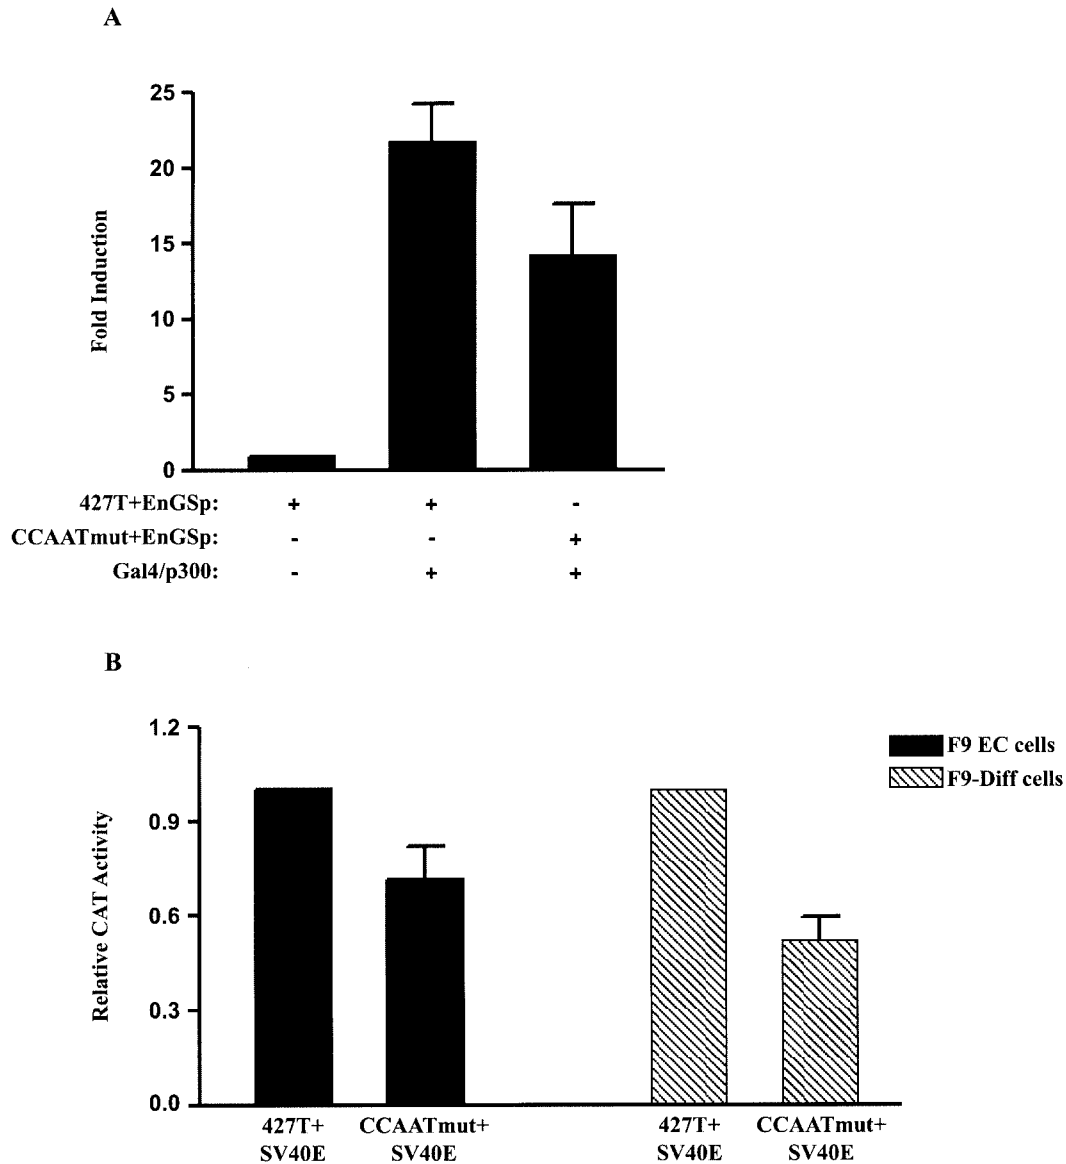 A
25
20
15
10
5
0
Fold Induction
427T+EnGSp: + + -
CCAATmut+EnGSp: - - +
Gal4/p300: - + +
B
1.2
0.9
0.6
0.3
0.0
Relative CAT Activity
F9 EC cells
F9-Diff cells
427T+ CCAATmut+ 427T+ CCAATmut+
SV40E SV40E SV40E SV40E